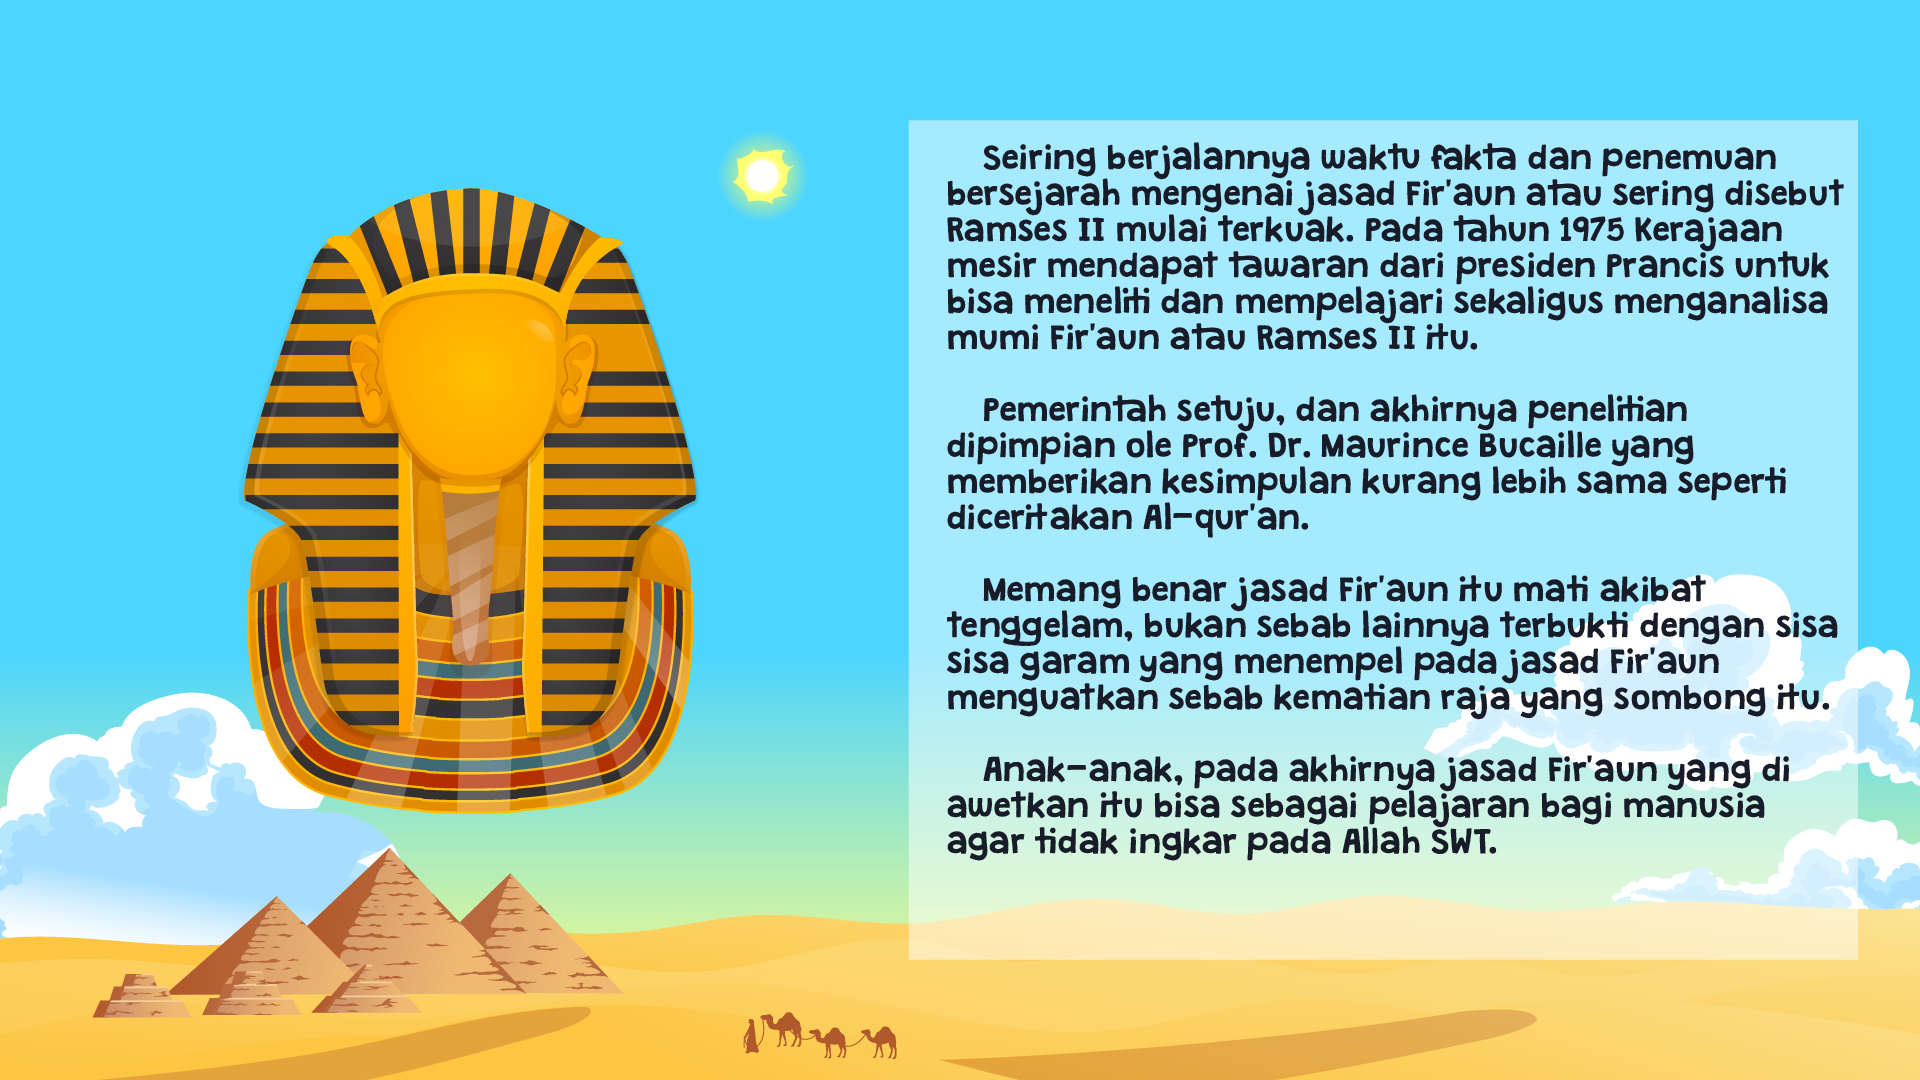 Seiring berjalannya waktu fakta dan penemuan
bersejarah mengenai jasad Fir'aun atau sering disebut
Ramses II mulai terkuak. Pada tahun 1975 Kerajaan
mesir mendapat tawaran dari presiden Prancis untuk
bisa meneliti dan mempelajari sekaligus menganalisa
mumi Fir'aun atau Ramses II itu.
Pemerintah setuju, dan akhirnya penelitian
dipimpian ole Prof. Dr. Maurince Bucaille yang
memberikan kesimpulan kurang lebih sama seperti
diceritakan Al-qur'an.
Memang benar jasad Fir'aun itu mati akibat
tenggelam, bukan sebab lainnya terbukti dengan sisa
sisa garam yang menempel pada jasad Fir'aun
menguatkan sebab kematian raja yang sombong itu.
Anak-anak, pada akhirnya jasad Fir'aun yang di
awetkan itu bisa sebagai pelajaran bagi manusia
agar tidak ingkar pada Allah SWT.